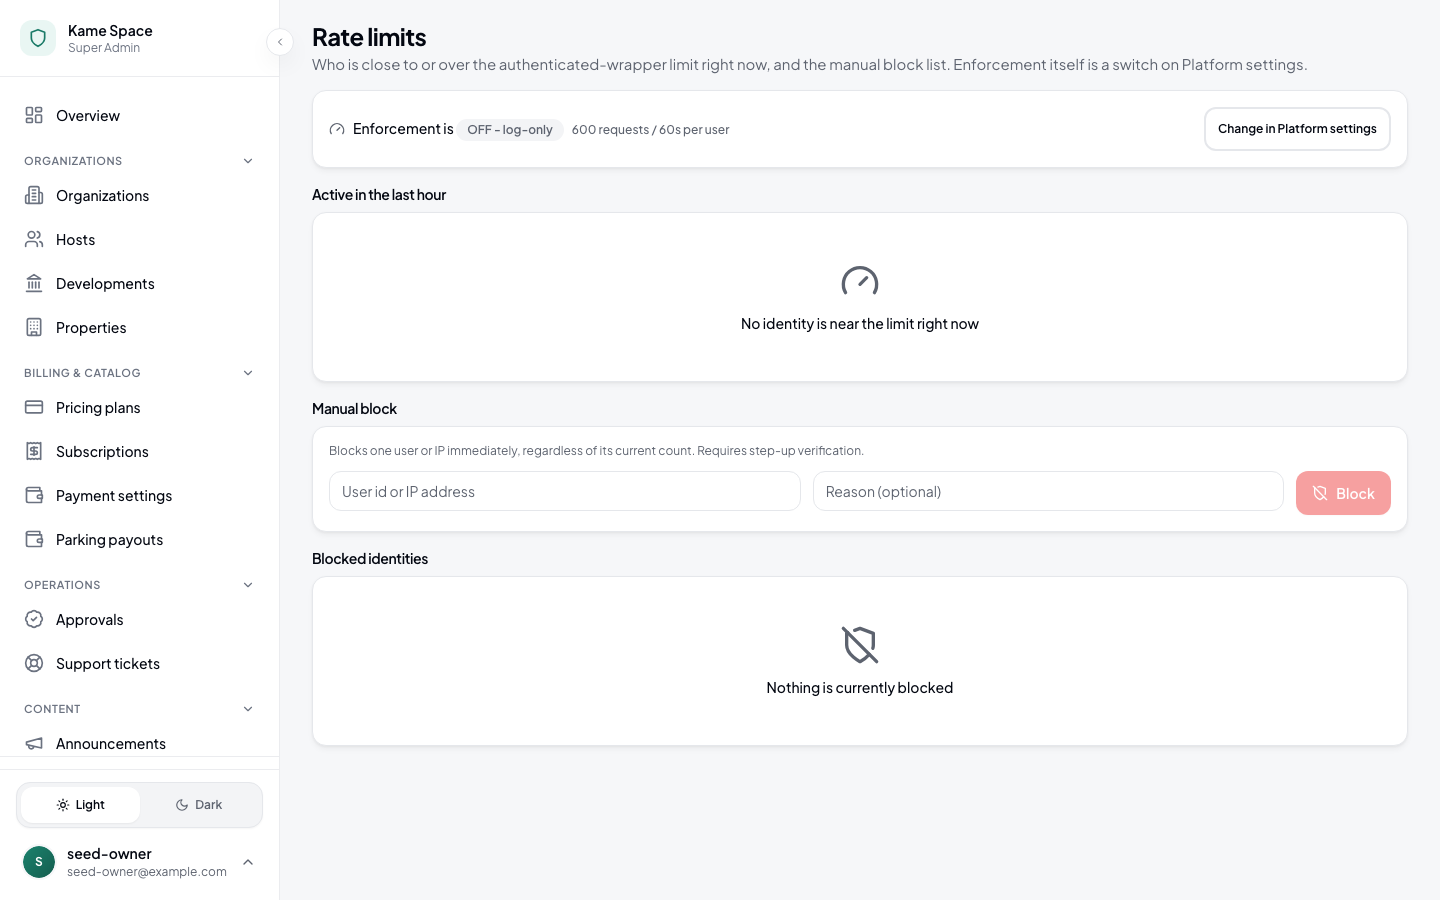 Kame Space
Super Admin
Overview
ORGANIZATIONS
Organizations
Hosts
Developments
Properties
BILLING & CATALOG
Pricing plans
Subscriptions
Payment settings
Parking payouts
OPERATIONS
Approvals
Support tickets
CONTENT
Announcements
Light
Dark
S
seed-owner
seed-owner@example.com
Rate limits
Who is close to or over the authenticated-wrapper limit right now, and the manual block list. Enforcement itself is a switch on Platform settings.
Enforcement is OFF - log-only 600 requests / 60s per user
Change in Platform settings
Active in the last hour
No identity is near the limit right now
Manual block
Blocks one user or IP immediately, regardless of its current count. Requires step-up verification.
User id or IP address
Reason (optional)
Block
Blocked identities
Nothing is currently blocked